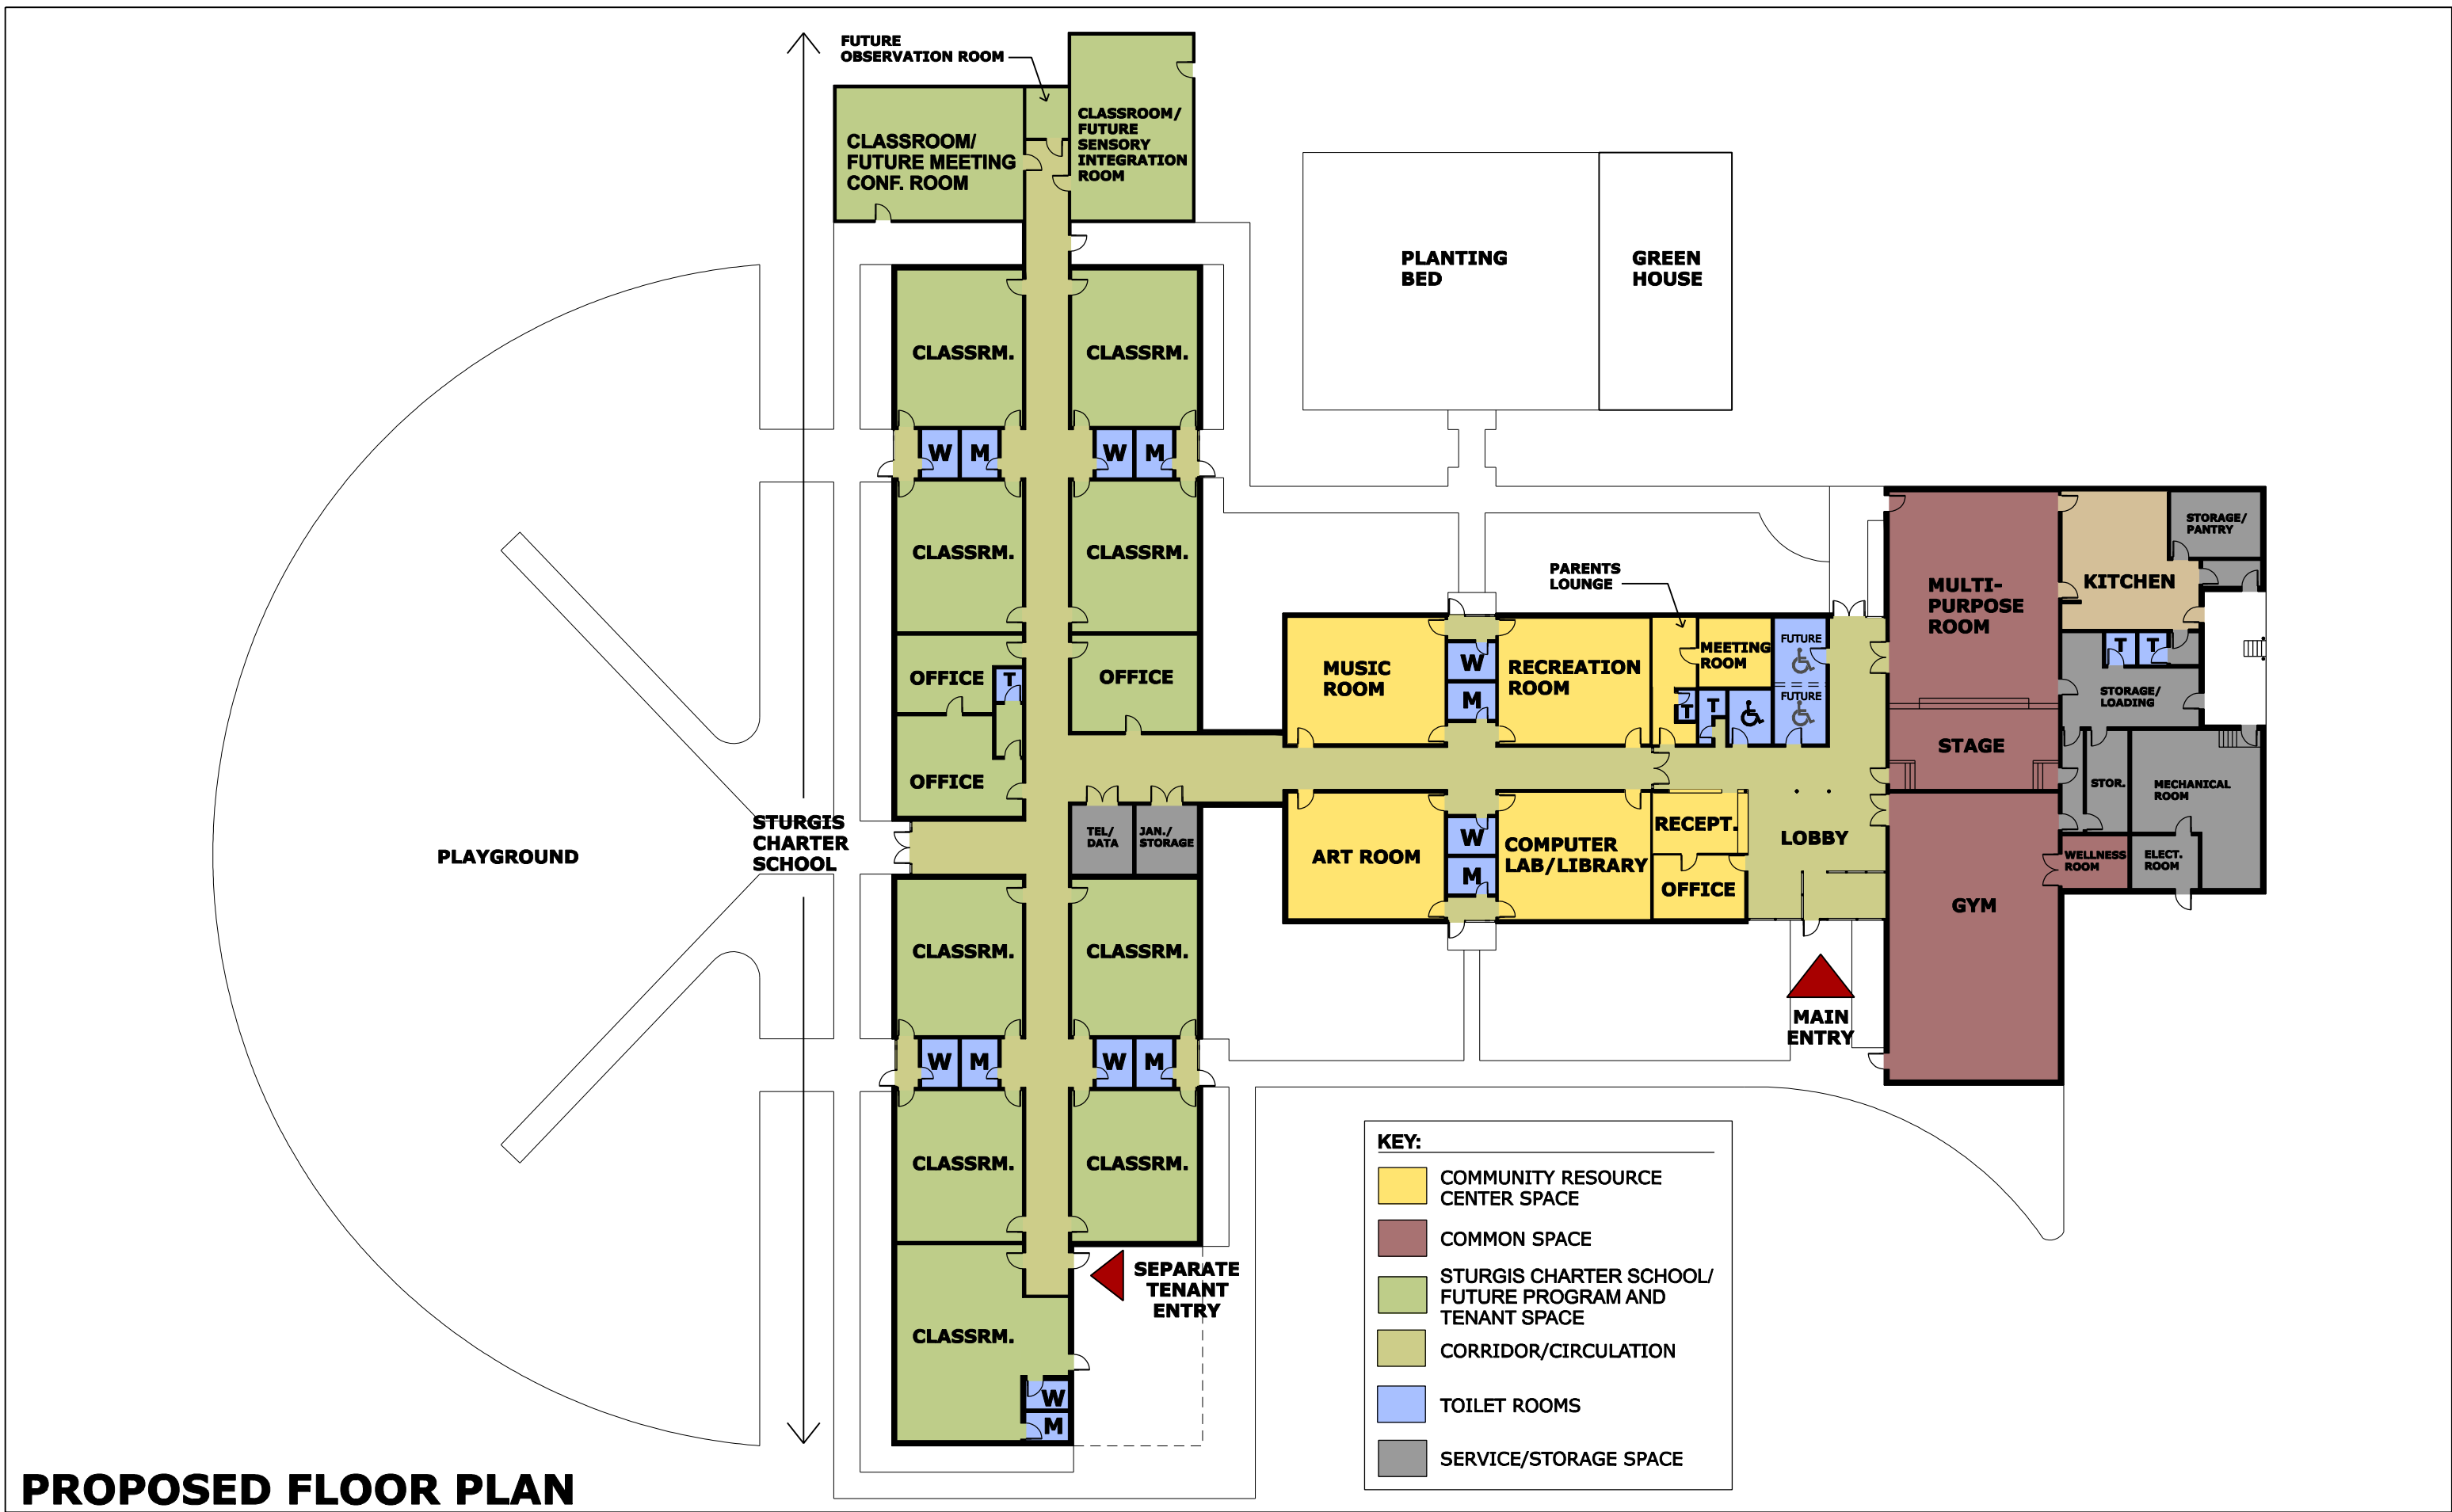 FUTURE
OBSERVATION ROOM
CLASSROOM/
FUTURE MEETING
CONF. ROOM
CLASSROOM/
FUTURE
SENSORY
INTEGRATION
ROOM
PLANTING
BED
GREEN
HOUSE
CLASSRM.
CLASSRM.
W
M
W
M
CLASSRM.
CLASSRM.
OFFICE
T
OFFICE
OFFICE
STURGIS
CHARTER
SCHOOL
PLAYGROUND
TEL/
DATA
JAN./
STORAGE
CLASSRM.
CLASSRM.
W
M
W
M
CLASSRM.
CLASSRM.
SEPARATE
TENANT
ENTRY
CLASSRM.
W
M
MUSIC
ROOM
W
M
RECREATION
ROOM
PARENTS
LOUNGE
MEETING
ROOM
T
T
FUTURE
FUTURE
ART ROOM
W
M
COMPUTER
LAB/LIBRARY
RECEPT.
OFFICE
LOBBY
MAIN
ENTRY
MULTI-
PURPOSE
ROOM
STAGE
GYM
KITCHEN
STORAGE/
PANTRY
T
T
STORAGE/
LOADING
STOR.
MECHANICAL
ROOM
WELLNESS
ROOM
ELECT.
ROOM
KEY:
COMMUNITY RESOURCE
CENTER SPACE
COMMON SPACE
STURGIS CHARTER SCHOOL/
FUTURE PROGRAM AND
TENANT SPACE
CORRIDOR/CIRCULATION
TOILET ROOMS
SERVICE/STORAGE SPACE
PROPOSED FLOOR PLAN